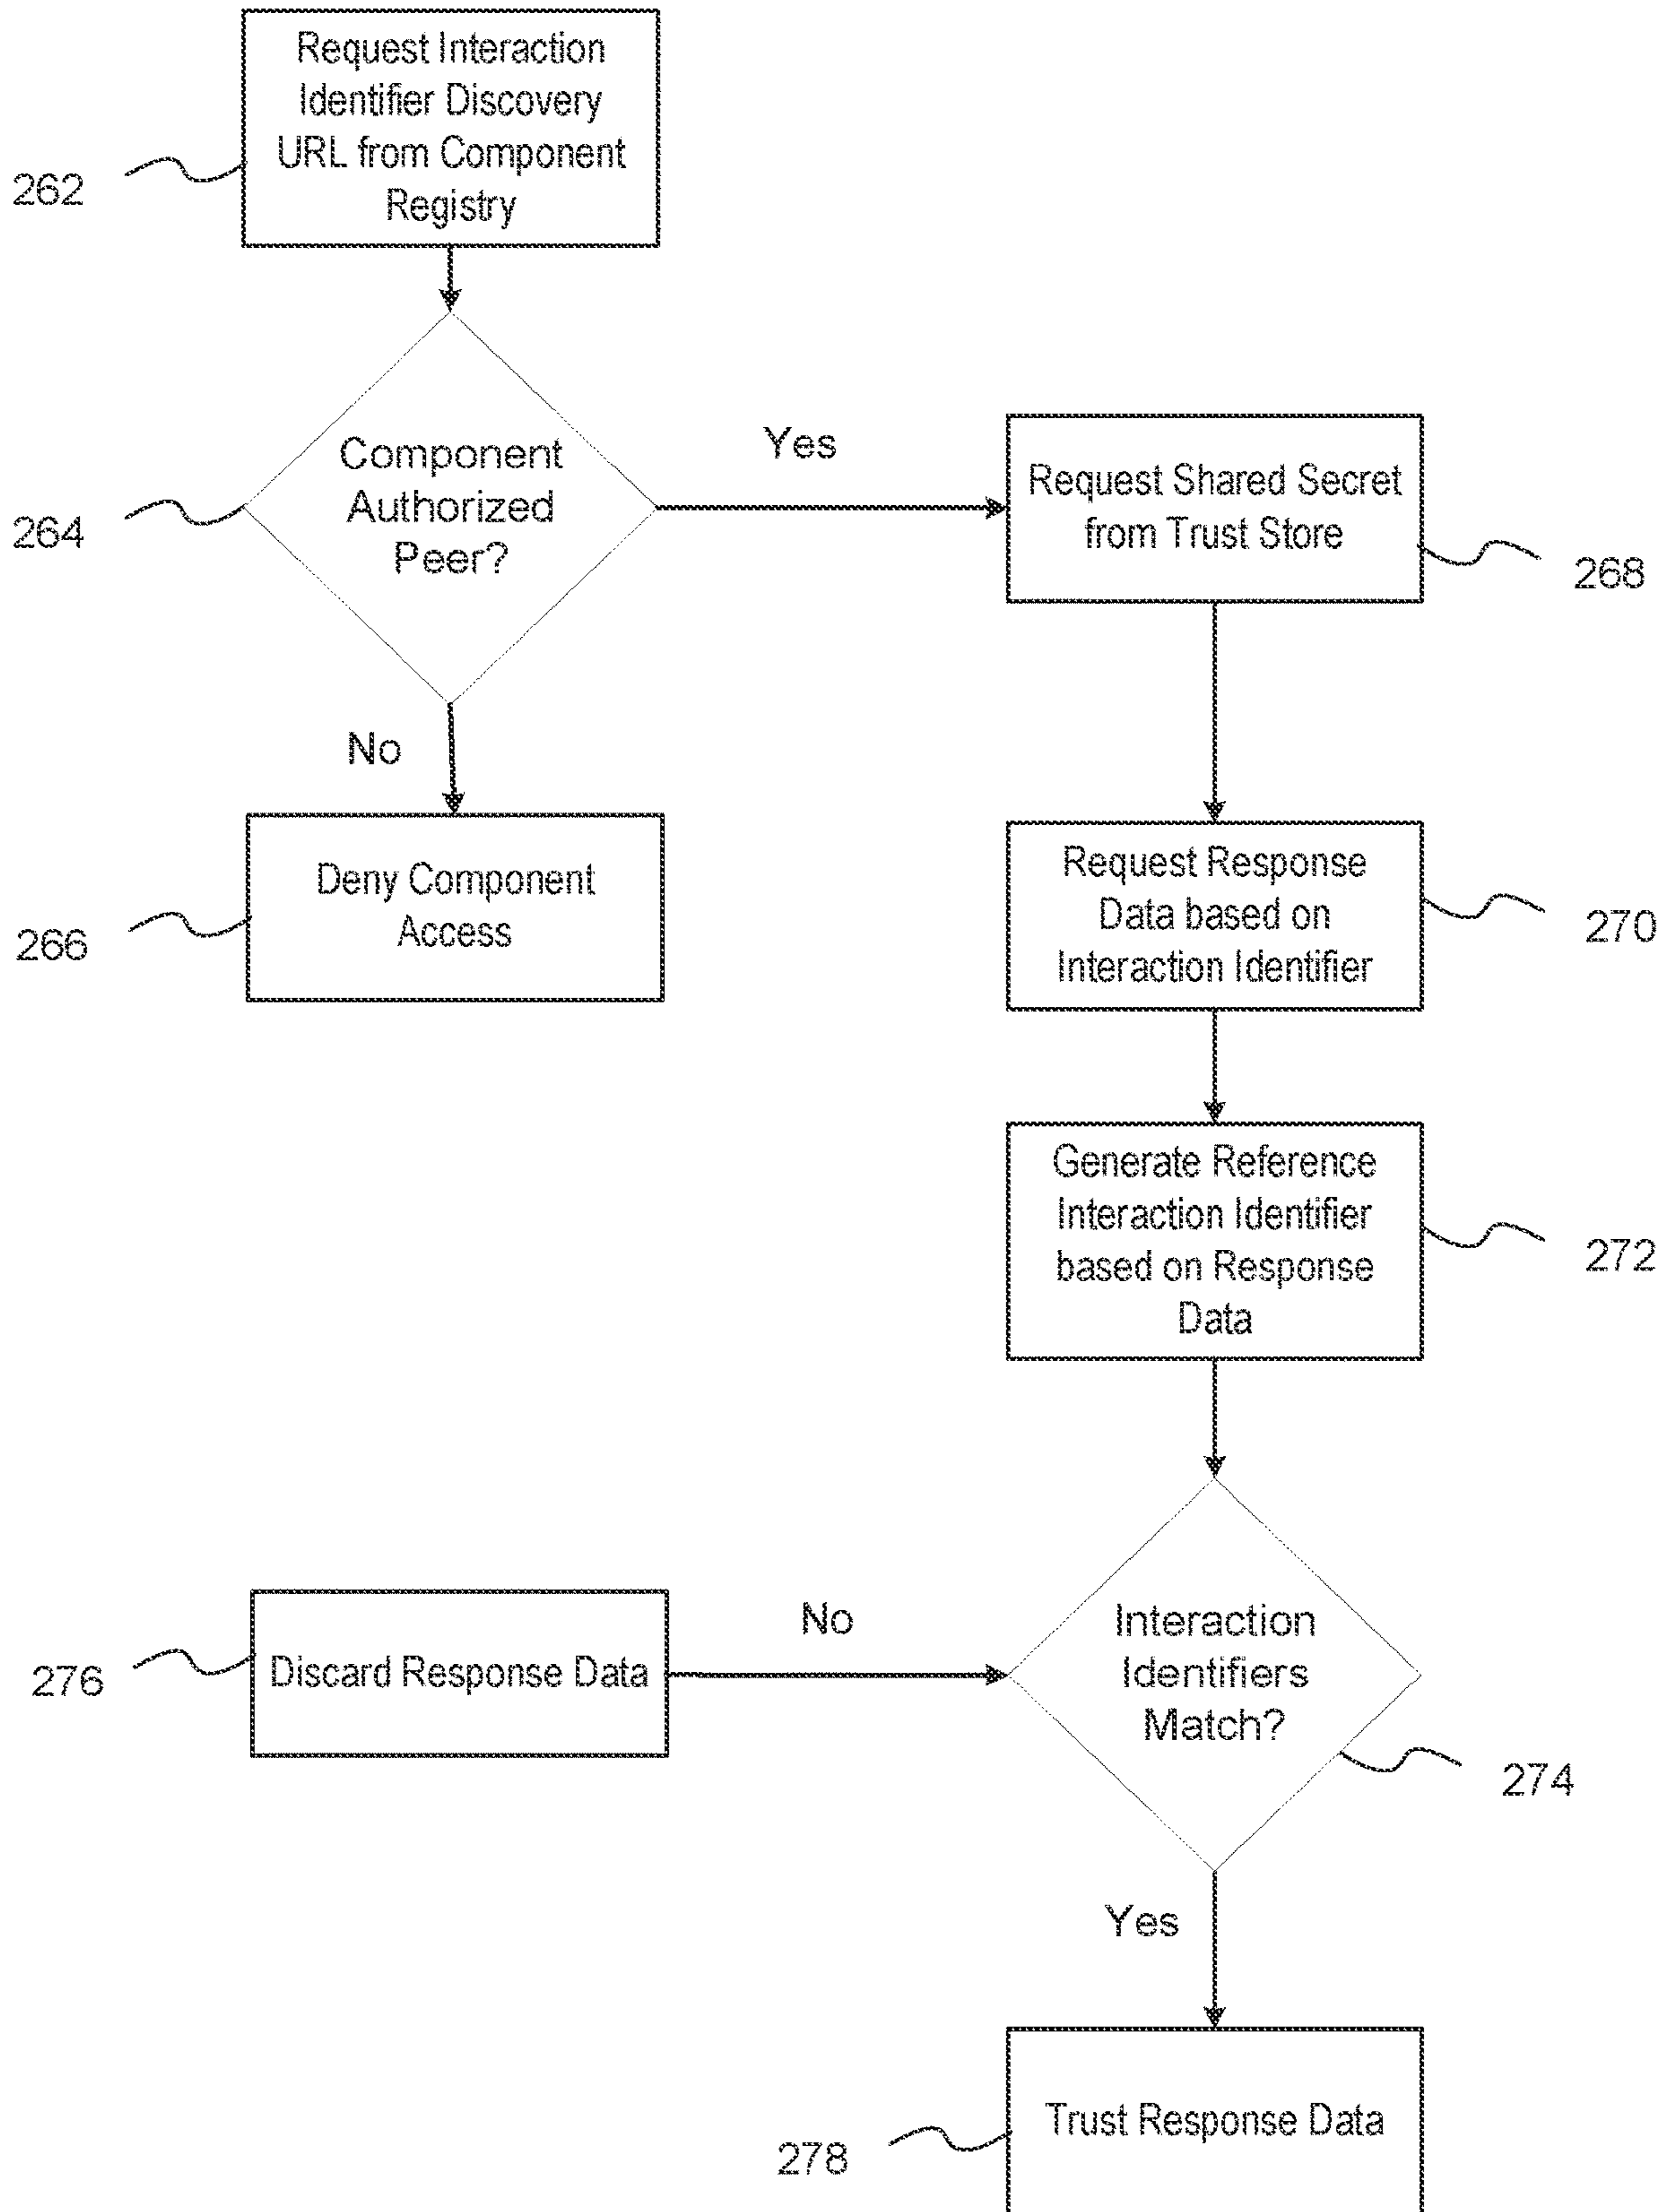 Request Interaction
Identifier Discovery
URL from Component
Registry
262
Component
Authorized
Peer?
264
Yes
No
Request Shared Secret
from Trust Store
268
Deny Component
Access
266
Request Response
Data based on
Interaction Identifier
270
Generate Reference
Interaction Identifier
based on Response
Data
272
Discard Response Data
276
No
Interaction
Identifiers
Match?
274
Yes
Trust Response Data
278